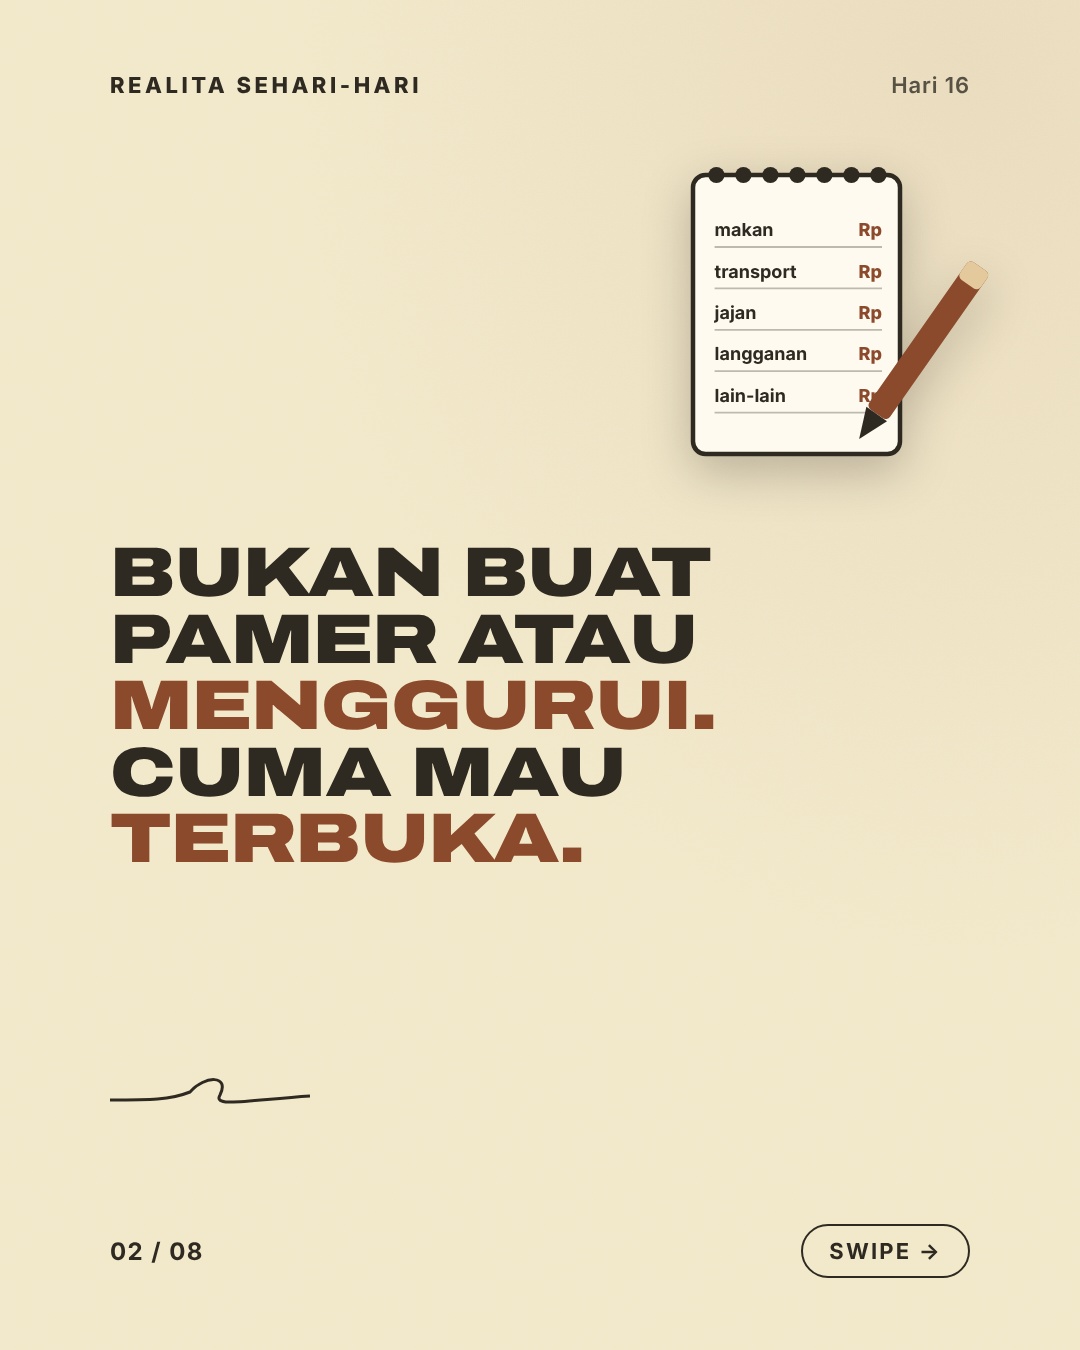 REALITA SEHARI-HARI
Hari 16
makan Rp
transport Rp
jajan Rp
langganan Rp
lain-lain Rp
BUKAN BUAT
PAMER ATAU
MENGGURUI.
CUMA MAU
TERBUKA.
02 / 08
SWIPE →